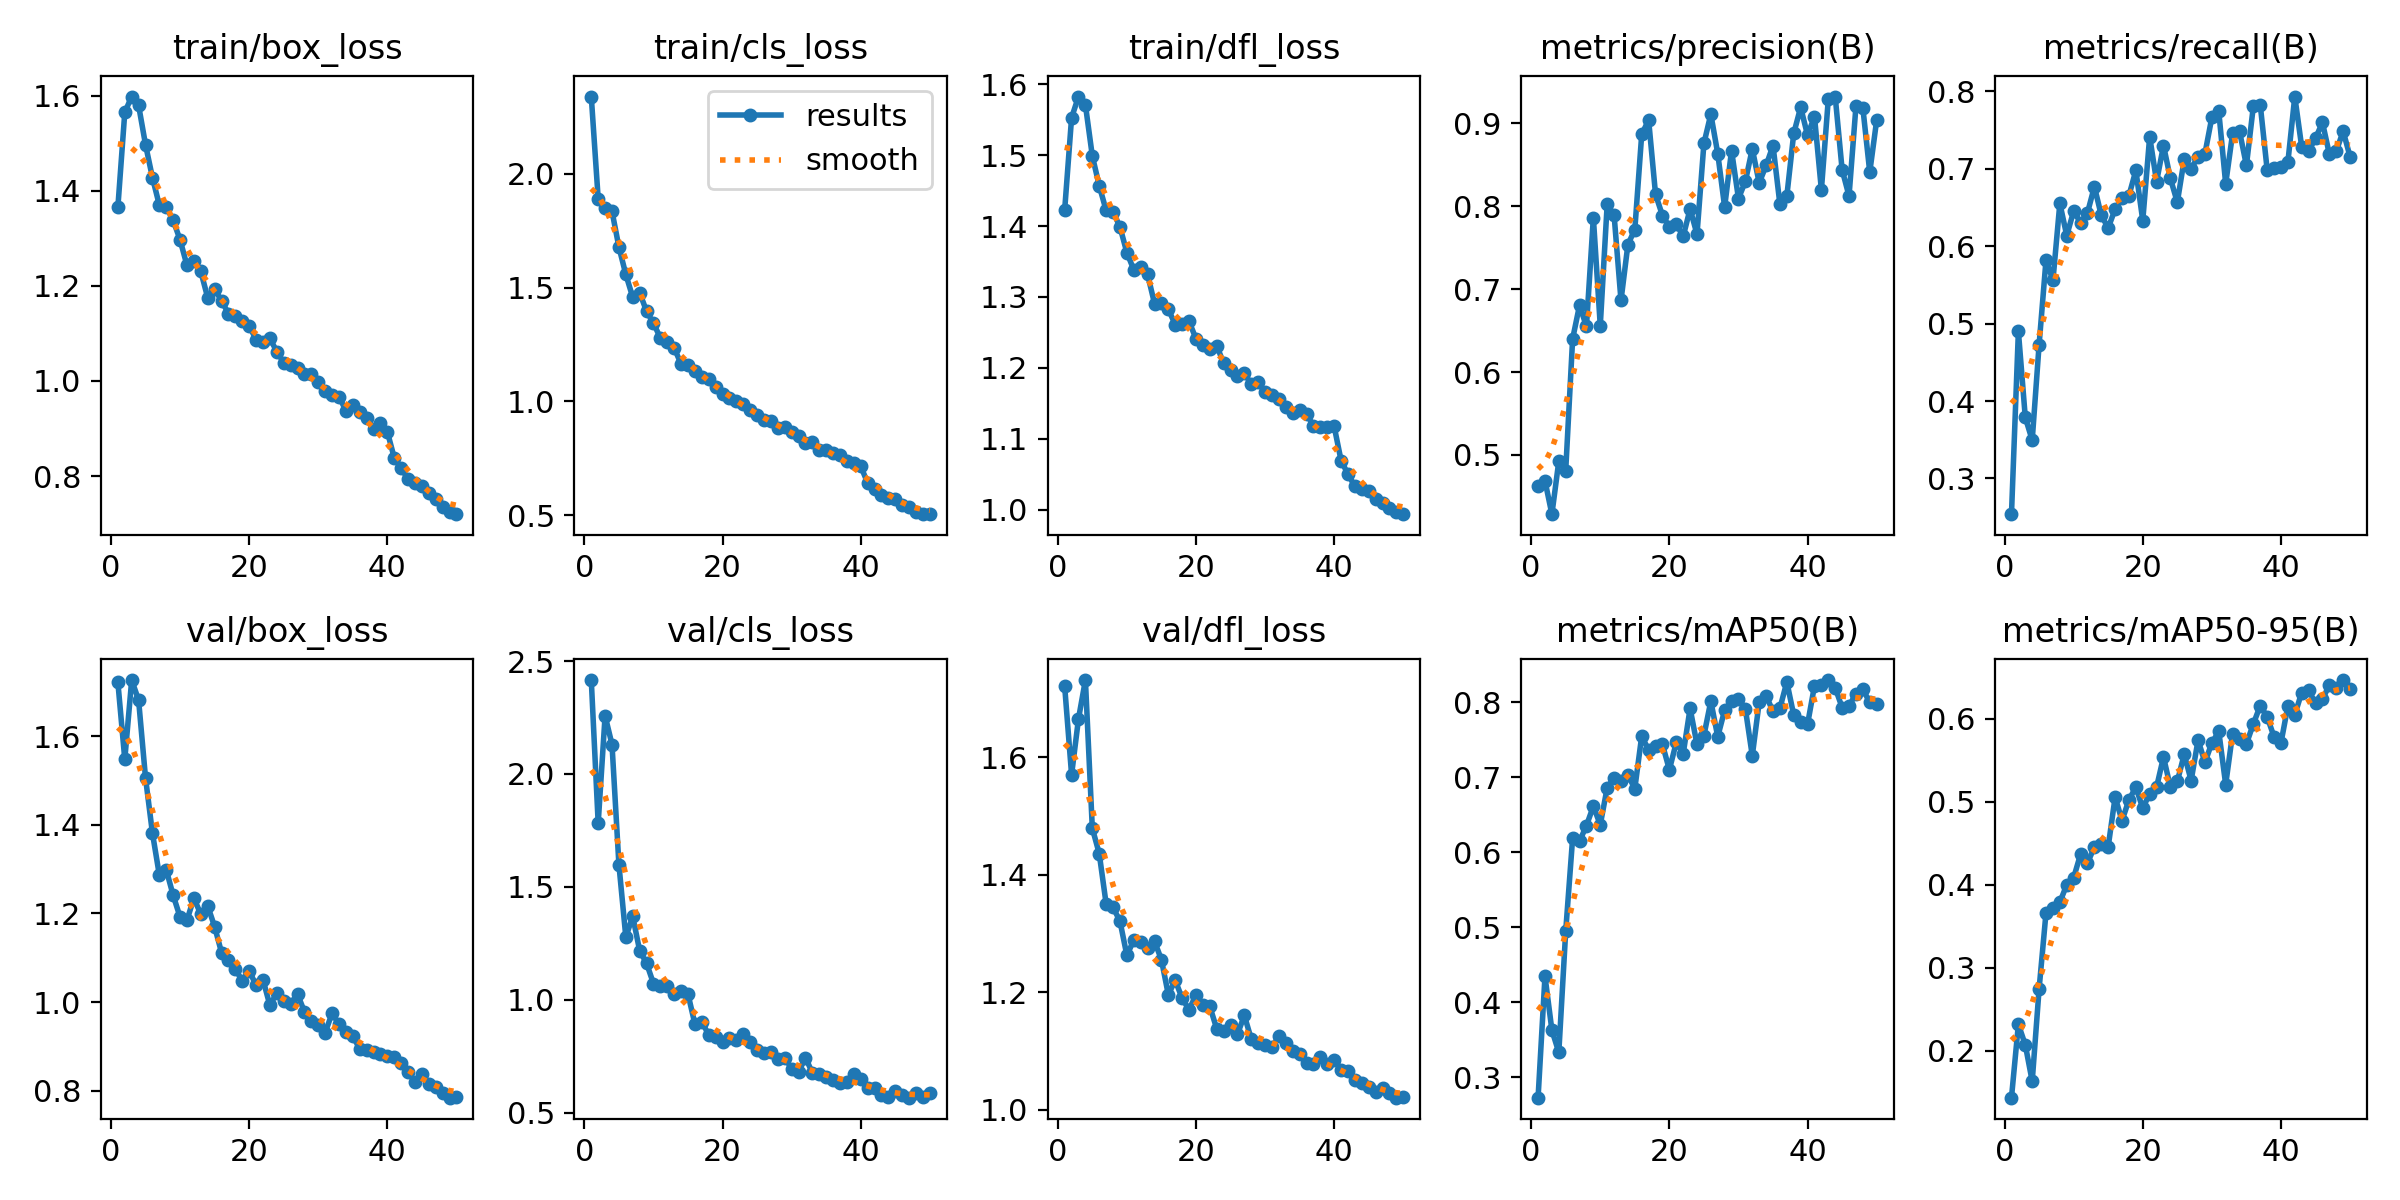 train/box_loss
1.6
1.4
1.2
1.0
0.8
0 20 40
train/cls_loss
results
smooth
2.0
1.5
1.0
0.5
0 20 40
train/dfl_loss
1.6
1.5
1.4
1.3
1.2
1.1
1.0
0 20 40
metrics/precision(B)
0.9
0.8
0.7
0.6
0.5
0 20 40
metrics/recall(B)
0.8
0.7
0.6
0.5
0.4
0.3
0 20 40
val/box_loss
1.6
1.4
1.2
1.0
0.8
0 20 40
val/cls_loss
2.5
2.0
1.5
1.0
0.5
0 20 40
val/dfl_loss
1.6
1.4
1.2
1.0
0 20 40
metrics/mAP50(B)
0.8
0.7
0.6
0.5
0.4
0.3
0 20 40
metrics/mAP50-95(B)
0.6
0.5
0.4
0.3
0.2
0 20 40